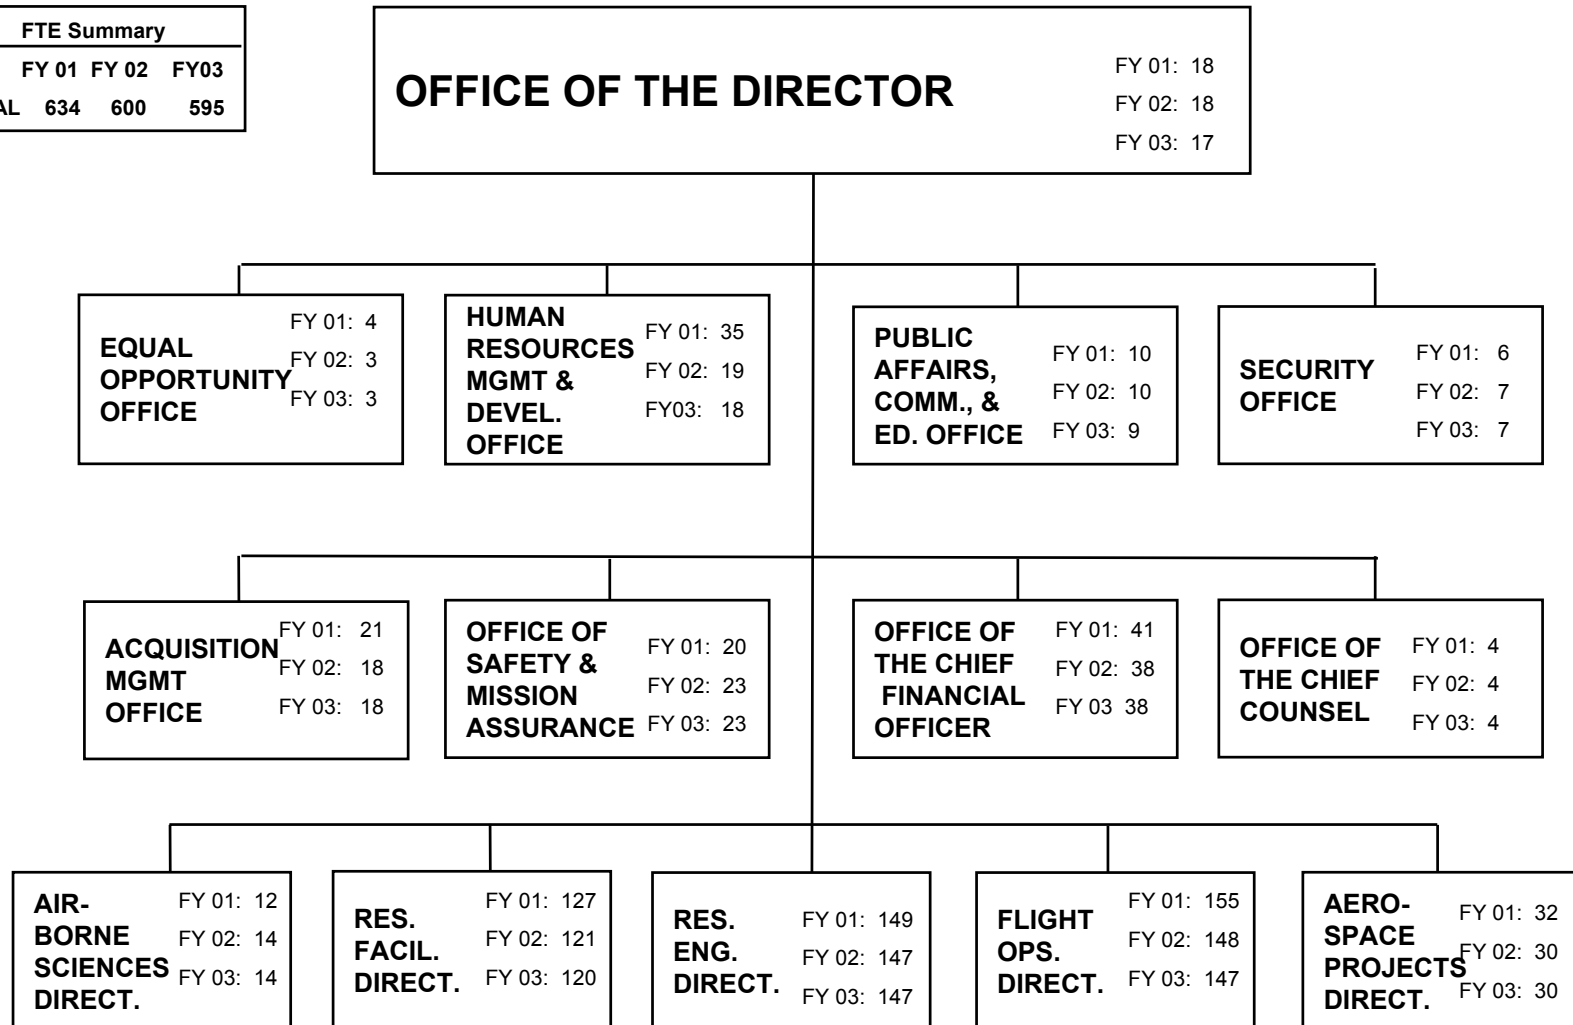 FTE Summary
FY 01 FY 02 FY03
AL 634 600 595
OFFICE OF THE DIRECTOR
FY 01: 18
FY 02: 18
FY 03: 17
EQUAL
OPPORTUNITY
OFFICE
FY 01: 4
FY 02: 3
FY 03: 3
HUMAN
RESOURCES
MGMT &
DEVEL.
OFFICE
FY 01: 35
FY 02: 19
FY03: 18
PUBLIC
AFFAIRS,
COMM., &
ED. OFFICE
FY 01: 10
FY 02: 10
FY 03: 9
SECURITY
OFFICE
FY 01: 6
FY 02: 7
FY 03: 7
ACQUISITION
MGMT
OFFICE
FY 01: 21
FY 02: 18
FY 03: 18
OFFICE OF
SAFETY &
MISSION
ASSURANCE
FY 01: 20
FY 02: 23
FY 03: 23
OFFICE OF
THE CHIEF
FINANCIAL
OFFICER
FY 01: 41
FY 02: 38
FY 03 38
OFFICE OF
THE CHIEF
COUNSEL
FY 01: 4
FY 02: 4
FY 03: 4
AIR-
BORNE
SCIENCES
DIRECT.
FY 01: 12
FY 02: 14
FY 03: 14
RES.
FACIL.
DIRECT.
FY 01: 127
FY 02: 121
FY 03: 120
RES.
ENG.
DIRECT.
FY 01: 149
FY 02: 147
FY 03: 147
FLIGHT
OPS.
DIRECT.
FY 01: 155
FY 02: 148
FY 03: 147
AERO-
SPACE
PROJECTS
DIRECT.
FY 01: 32
FY 02: 30
FY 03: 30